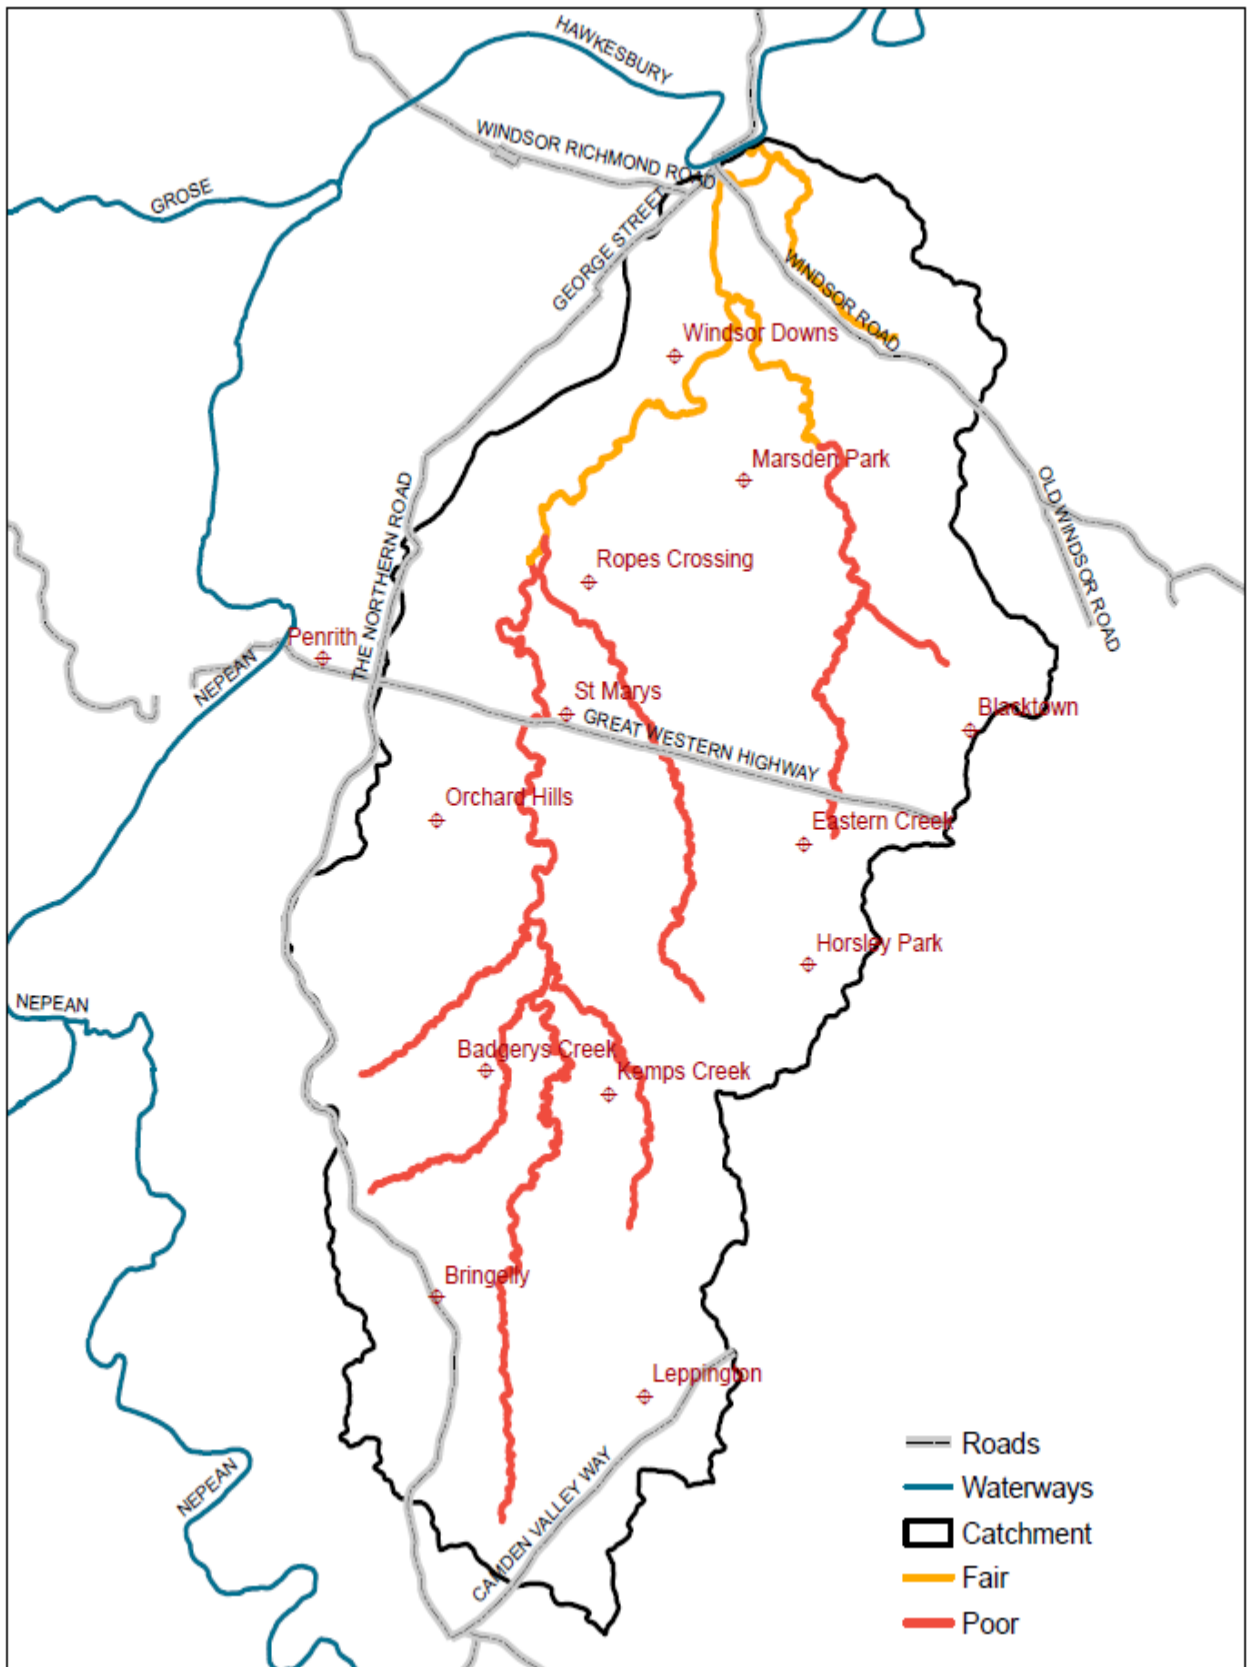 HAWKESBURY
WINDSOR RICHMOND ROAD
GROSE
GEORGE STREET
WINDSOR ROAD
Windsor Downs
Marsden Park
OLD WINDSOR ROAD
THE NORTHERN ROAD
Ropes Crossing
Penrith
NEPEAN
St Marys
GREAT WESTERN HIGHWAY
Blacktown
Orchard Hills
Eastern Creek
Horsley Park
NEPEAN
Badgerys Creek
Kemps Creek
Bringelly
Leppington
NEPEAN
CAMDEN VALLEY WAY
Roads
Waterways
Catchment
Fair
Poor